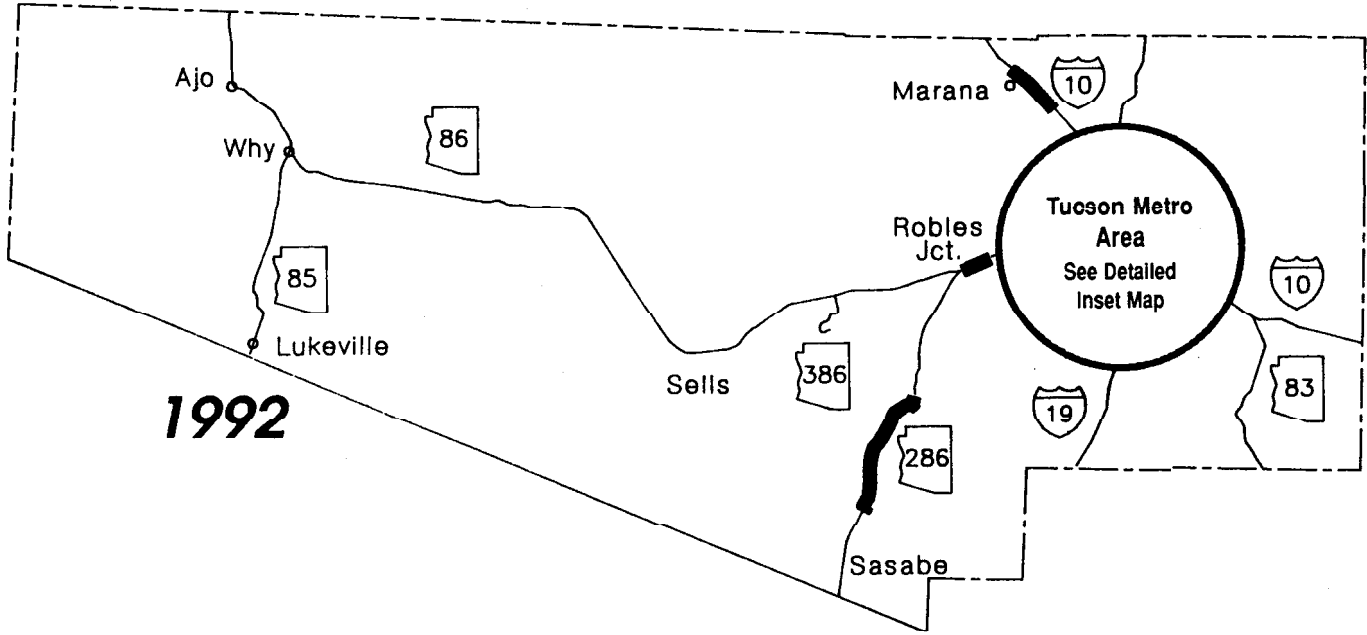 Ajo
Why
86
85
Lukeville
1992
Marana
10
Robles
Jct.
Tucson Metro
Area
See Detailed
Inset Map
10
386
Sells
19
83
286
Sasabe